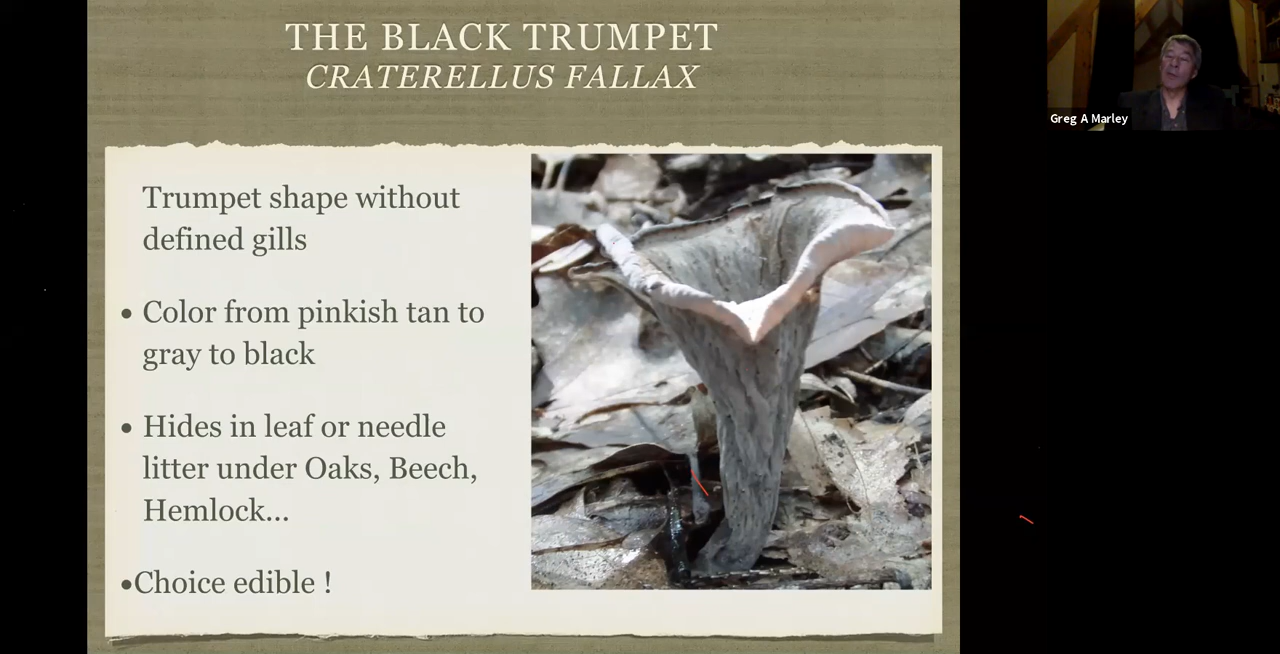 THE BLACK TRUMPET
CRATERELLUS FALLAX
Greg A Marley
Trumpet shape without
defined gills
• Color from pinkish tan to
gray to black
• Hides in leaf or needle
litter under Oaks, Beech,
Hemlock...
•Choice edible !